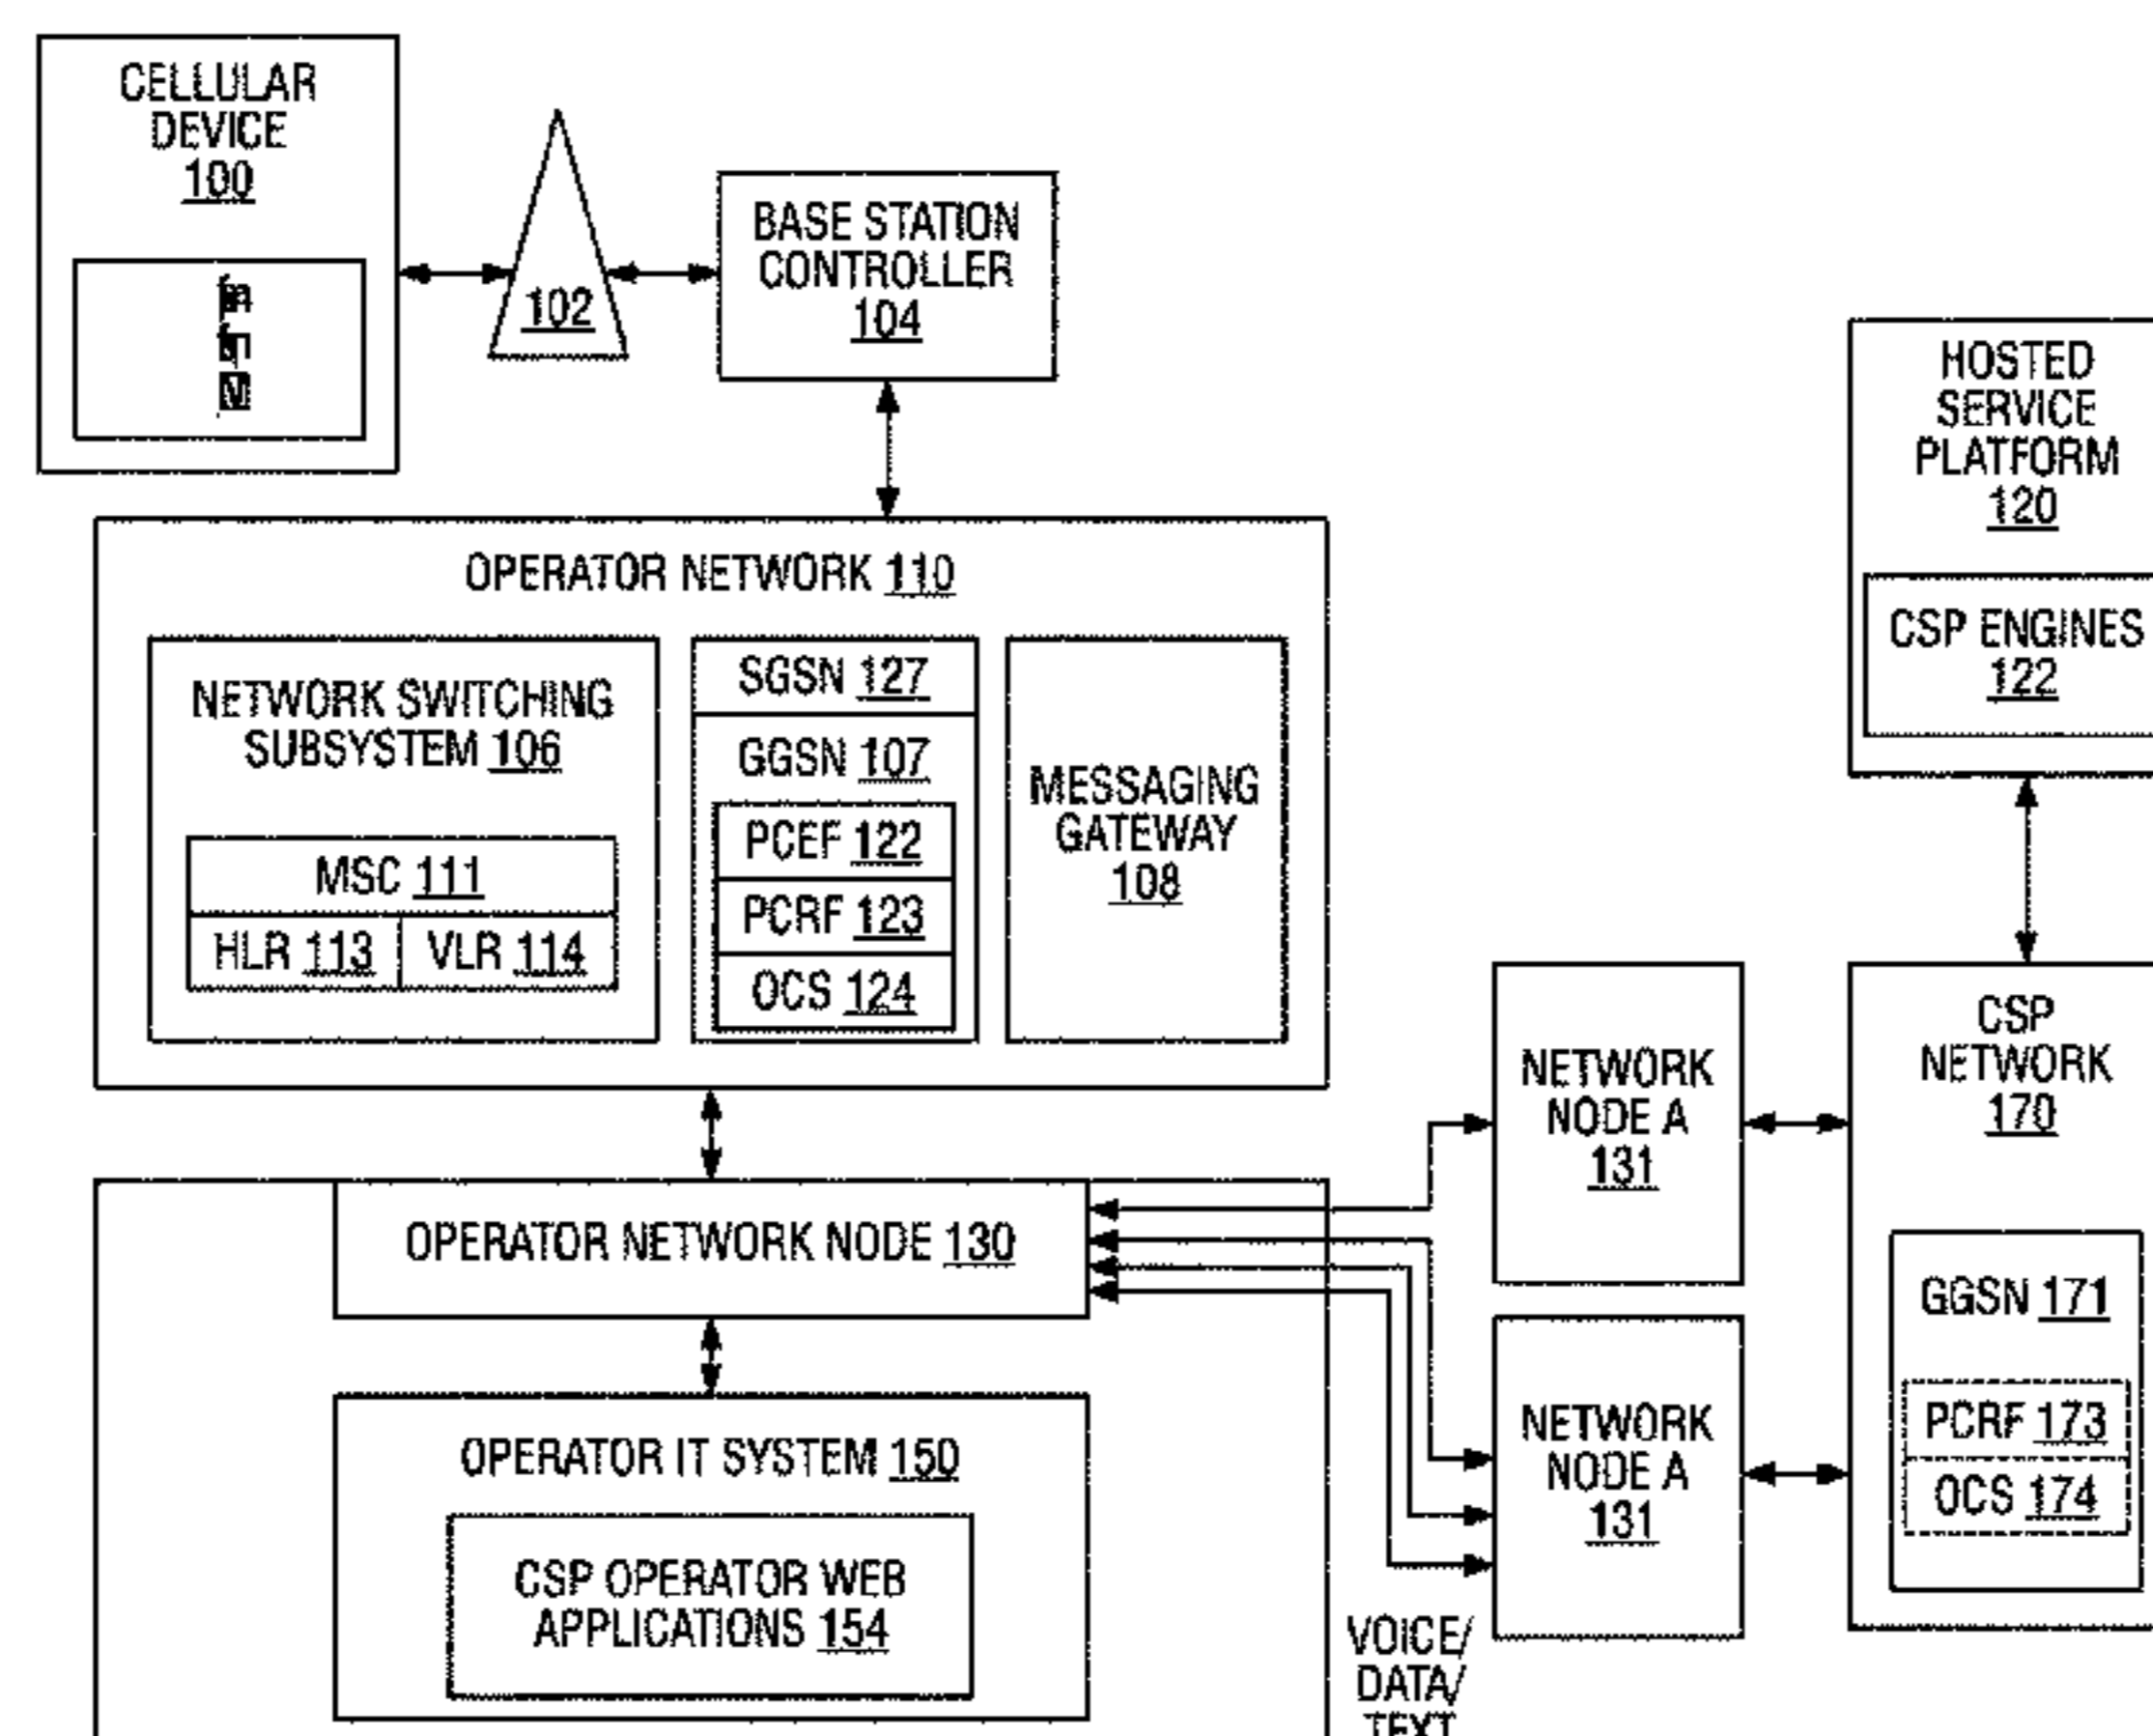 CELLULAR
DEVICE
100
102
BASE STATION
CONTROLLER
104
HOSTED
SERVICE
PLATFORM
120
CSP ENGINES
122
OPERATOR NETWORK 110
NETWORK SWITCHING
SUBSYSTEM 106
MSC 111
HLR 113
VLR 114
SGSN 127
GGSN 107
PCEF 122
PCRF 123
OCS 124
MESSAGING
GATEWAY
108
NETWORK
NODE A
131
CSP
NETWORK
170
GGSN 171
PCRF 173
OCS 174
OPERATOR NETWORK NODE 130
NETWORK
NODE A
131
OPERATOR IT SYSTEM 150
CSP OPERATOR WEB
APPLICATIONS 154
VOICE/
DATA/
TEXT